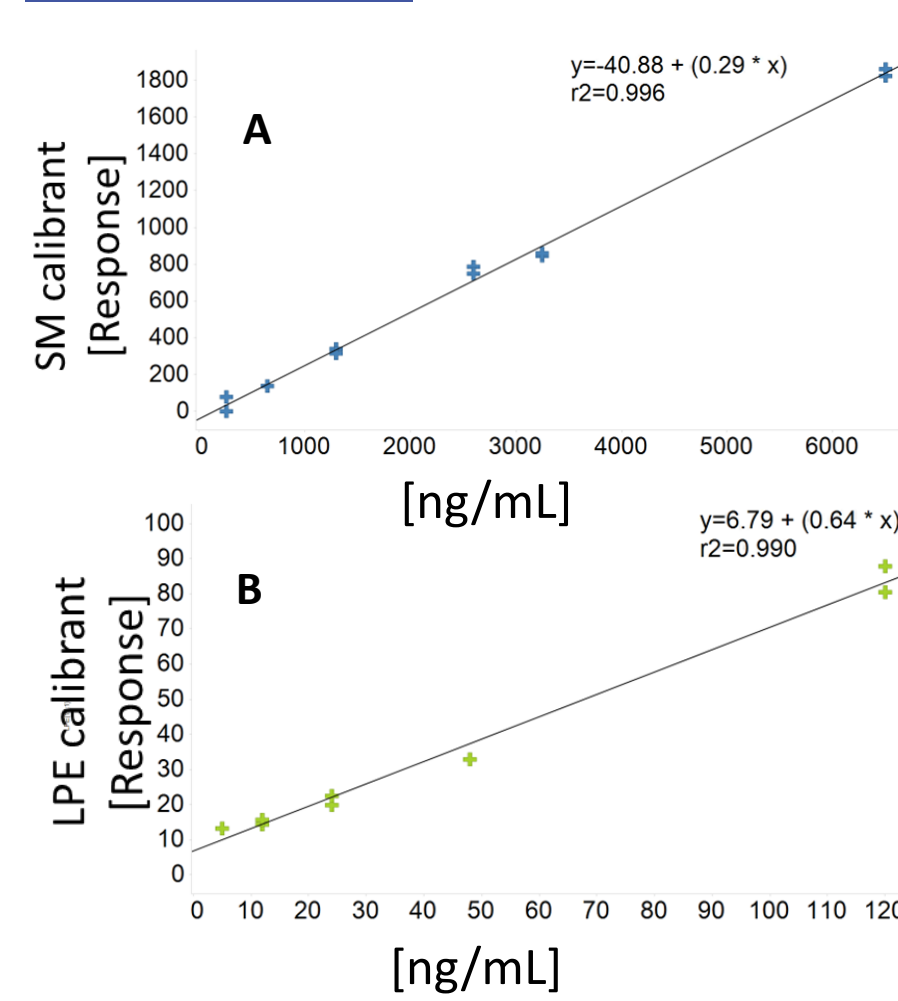 y=-40.88 + (0.29 * x)
r2=0.996
A
SM calibrant
[Response]
1800
1600
1400
1200
1000
800
600
400
200
0
0 1000 2000 3000 4000 5000 6000
[ng/mL]
y=6.79 + (0.64 * x)
r2=0.990
B
LPE calibrant
[Response]
100
90
80
70
60
50
40
30
20
10
0
0 10 20 30 40 50 60 70 80 90 100 110 120
[ng/mL]